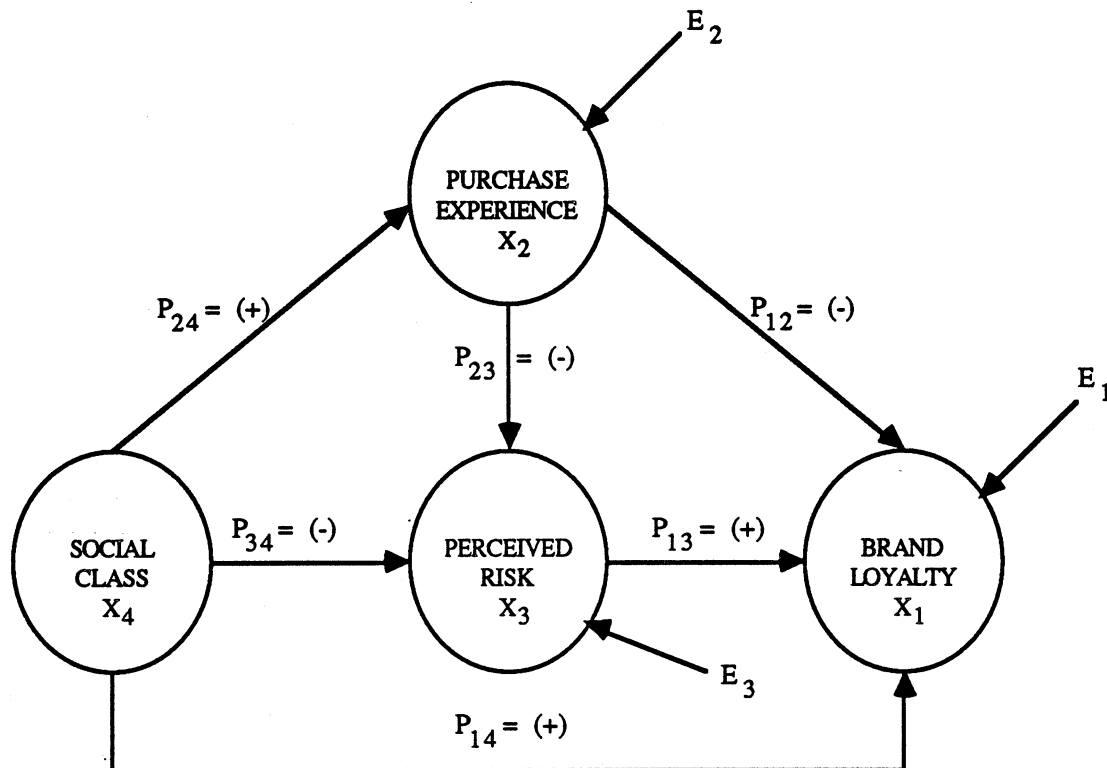 E2
PURCHASE
EXPERIENCE
X2
P24 = (+)
P12 = (-)
P23 = (-)
E1
SOCIAL
CLASS
X4
P34 = (-)
PERCEIVED
RISK
X3
P13 = (+)
BRAND
LOYALTY
X1
E3
P14 = (+)